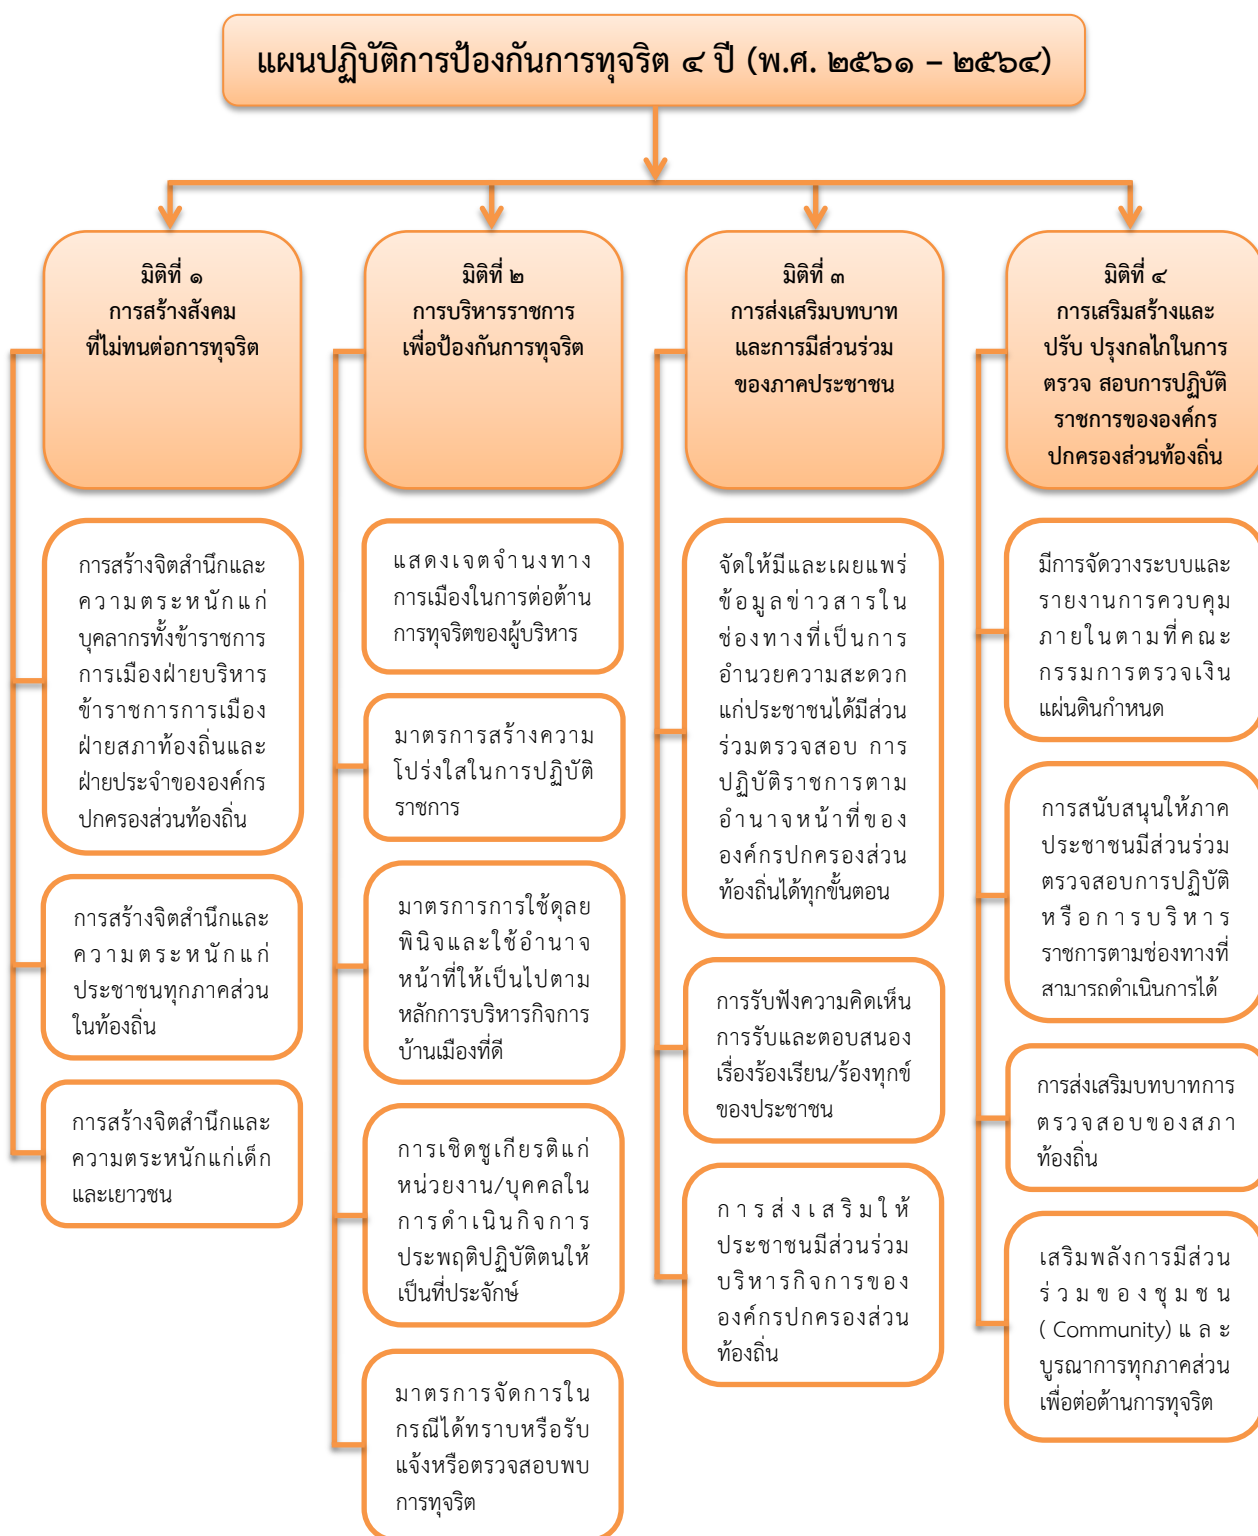 แผนปฏิบัติการป้องกันการทุจริต ๔ ปี (พ.ศ. ๒๕๖๑ – ๒๕๖๔)
มิติที่ ๑
การสร้างสังคม
ที่ไม่ทนต่อการทุจริต
การสร้างจิตสำนึกและ
ความตระหนักแก่
บุคลากรทั้งข้าราชการ
การเมืองฝ่ายบริหาร
ข้าราชการการเมือง
ฝ่ายสภาท้องถิ่นและ
ฝ่ายประจำขององค์กร
ปกครองส่วนท้องถิ่น
การสร้างจิตสำนึกและ
ความตระหนักแก่
ประชาชนทุกภาคส่วน
ในท้องถิ่น
การสร้างจิตสำนึกและ
ความตระหนักแก่เด็ก
และเยาวชน
มิติที่ ๒
การบริหารราชการ
เพื่อป้องกันการทุจริต
แสดงเจตจำนงทาง
การเมืองในการต่อต้าน
การทุจริตของผู้บริหาร
มาตรการสร้างความ
โปร่งใสในการปฏิบัติ
ราชการ
มาตรการการใช้ดุลย
พินิจและใช้อำนาจ
หน้าที่ให้เป็นไปตาม
หลักการบริหารกิจการ
บ้านเมืองที่ดี
การเชิดชูเกียรติแก่
หน่วยงาน/บุคคลใน
การดำเนินกิจการ
ประพฤติปฏิบัติตนให้
เป็นที่ประจักษ์
มาตรการจัดการใน
กรณีได้ทราบหรือรับ
แจ้งหรือตรวจสอบพบ
การทุจริต
มิติที่ ๓
การส่งเสริมบทบาท
และการมีส่วนร่วม
ของภาคประชาชน
จัดให้มีและเผยแพร่
ข้อมูลข่าวสารใน
ช่องทางที่เป็นการ
อำนวยความสะดวก
แก่ประชาชนได้มีส่วน
ร่วมตรวจสอบ การ
ปฏิบัติราชการตาม
อำนาจหน้าที่ของ
องค์กรปกครองส่วน
ท้องถิ่นได้ทุกขั้นตอน
การรับฟังความคิดเห็น
การรับและตอบสนอง
เรื่องร้องเรียน/ร้องทุกข์
ของประชาชน
การส่งเสริมให้
ประชาชนมีส่วนร่วม
บริหารกิจการของ
องค์กรปกครองส่วน
ท้องถิ่น
มิติที่ ๔
การเสริมสร้างและ
ปรับ ปรุงกลไกในการ
ตรวจ สอบการปฏิบัติ
ราชการขององค์กร
ปกครองส่วนท้องถิ่น
มีการจัดวางระบบและ
รายงานการควบคุม
ภายในตามที่คณะ
กรรมการตรวจเงิน
แผ่นดินกำหนด
การสนับสนุนให้ภาค
ประชาชนมีส่วนร่วม
ตรวจสอบการปฏิบัติ
หรือการบริหาร
ราชการตามช่องทางที่
สามารถดำเนินการได้
การส่งเสริมบทบาทการ
ตรวจสอบของสภา
ท้องถิ่น
เสริมพลังการมีส่วน
ร่วมของชุมชน
( Community) และ
บูรณาการทุกภาคส่วน
เพื่อต่อต้านการทุจริต